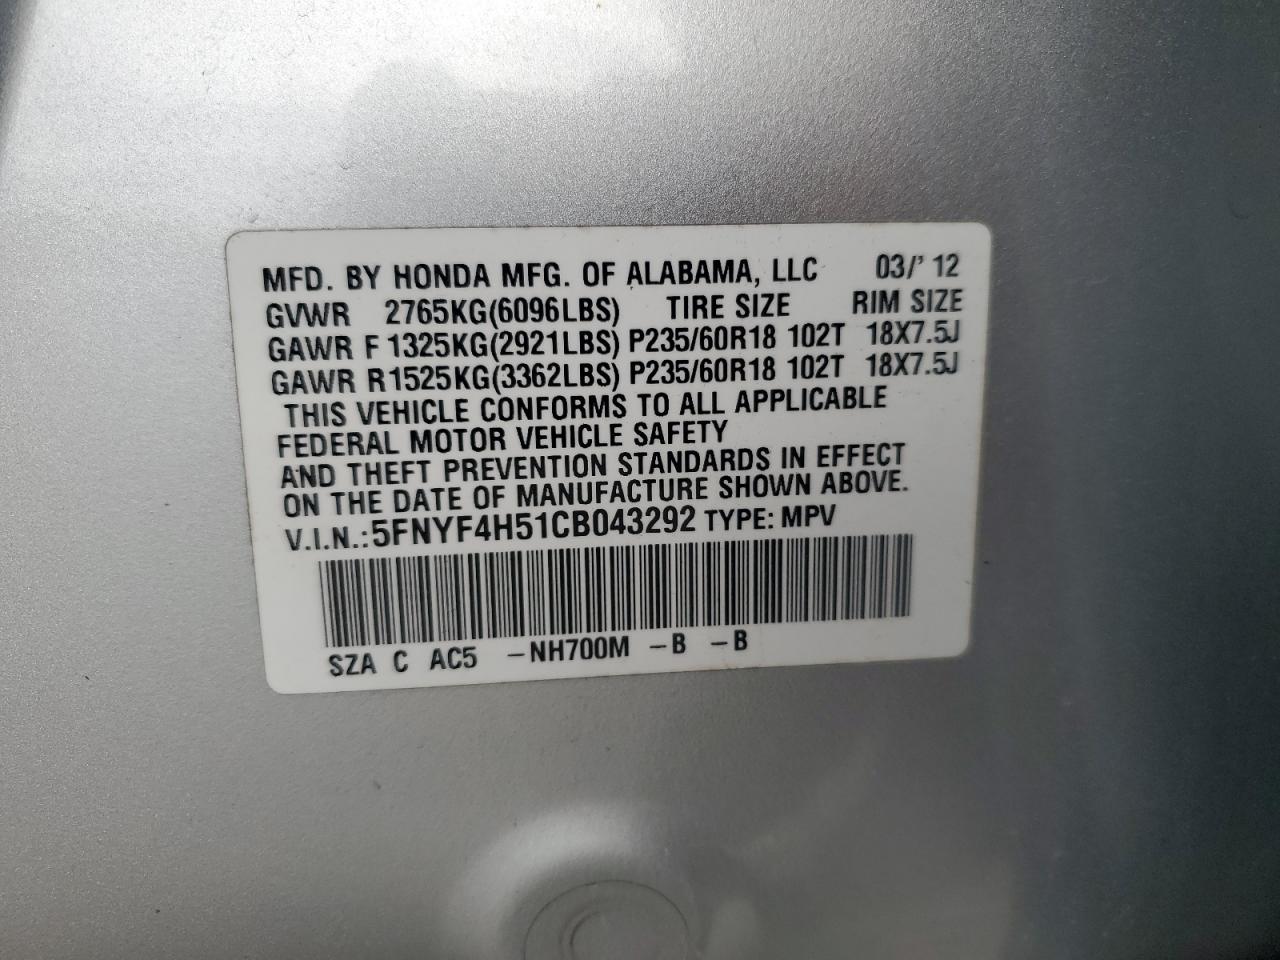 MFD. BY HONDA MFG. OF ALABAMA, LLC 03/'12
GVWR 2765KG(6096LBS) TIRE SIZE RIM SIZE
GAWR F 1325KG(2921LBS) P235/60R18 102T 18X7.5J
GAWR R1525KG(3362LBS) P235/60R18 102T 18X7.5J
THIS VEHICLE CONFORMS TO ALL APPLICABLE
FEDERAL MOTOR VEHICLE SAFETY
AND THEFT PREVENTION STANDARDS IN EFFECT
ON THE DATE OF MANUFACTURE SHOWN ABOVE.
V.I.N.:5FNYF4H51CB043292 TYPE: MPV
SZA C AC5 -NH700M -B -B